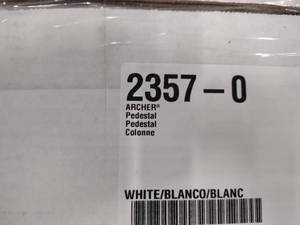 2357–0
ARCHER®
Pedestal
Pedestal
Colonne
WHITE/BLANCO/BLANC